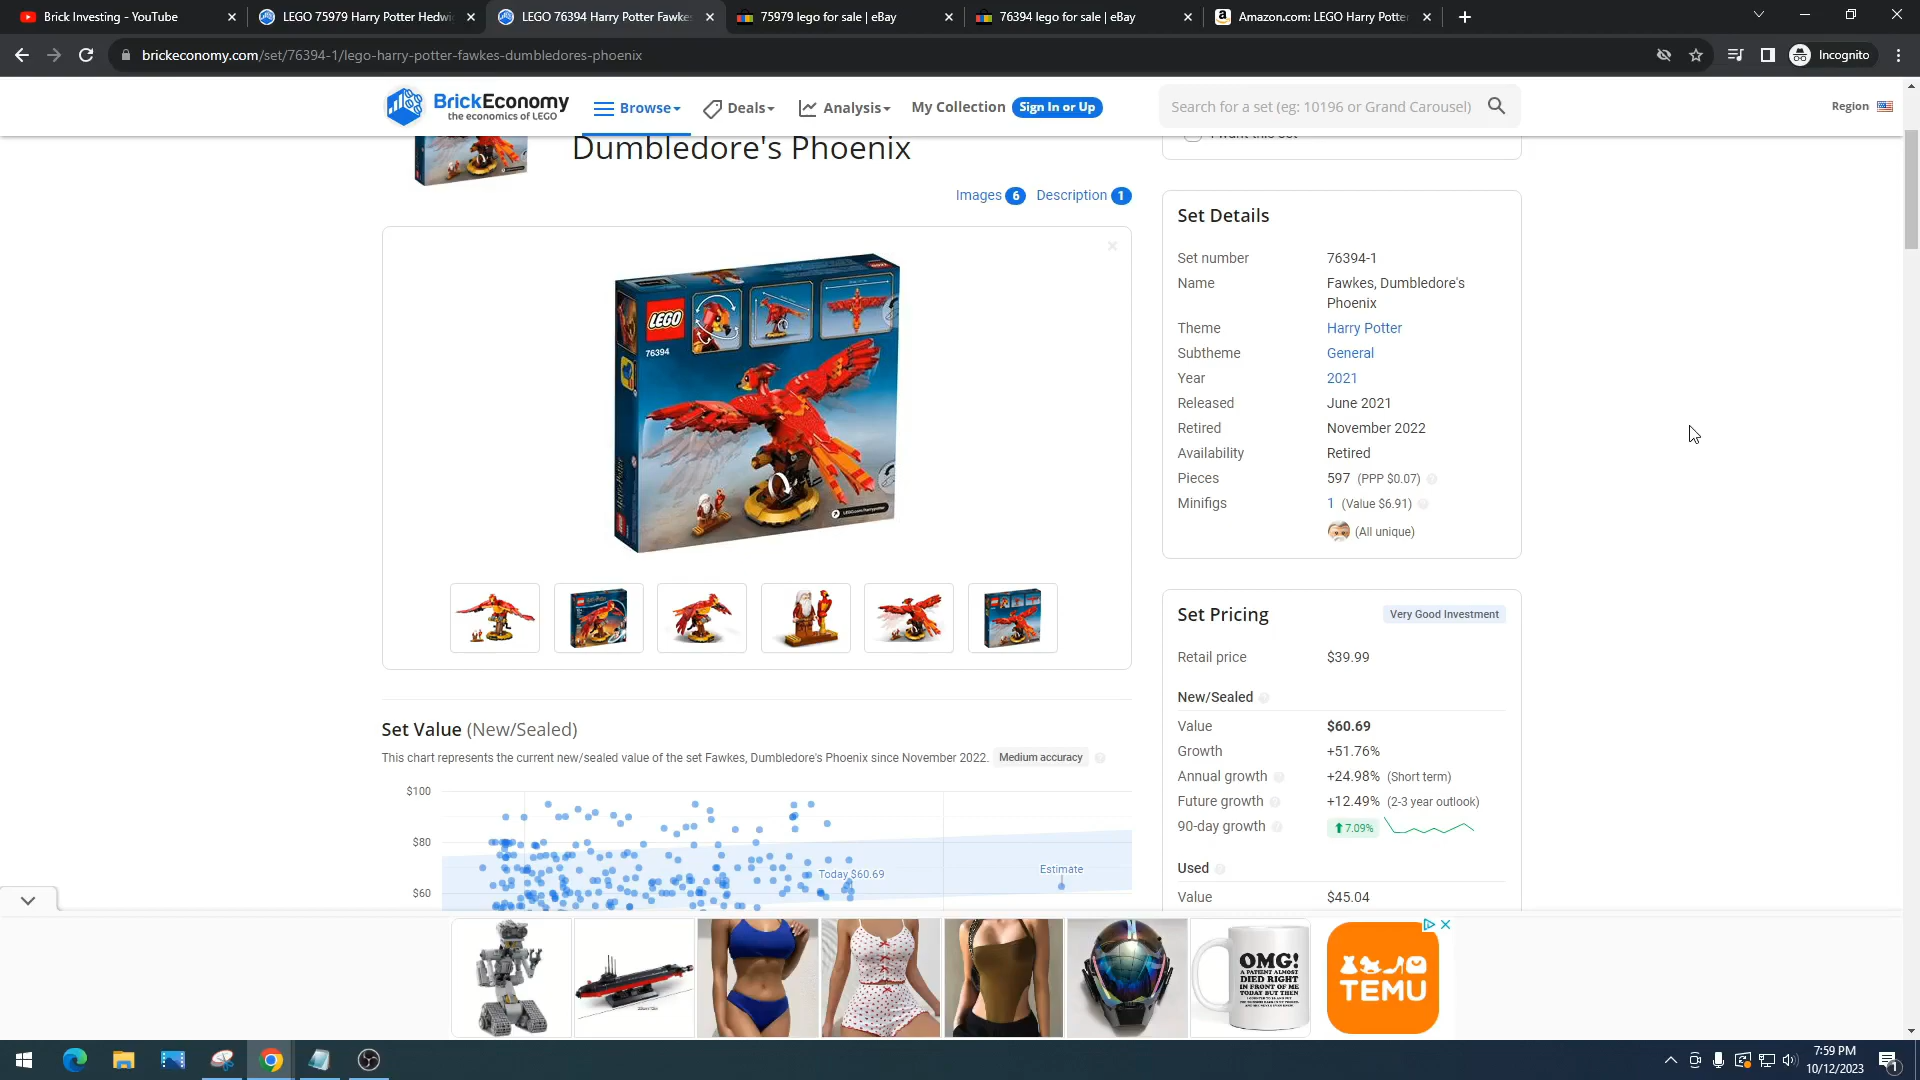 Brick Investing - YouTube
LEGO 75979 Harry Potter Hedwi
LEGO 76394 Harry Potter Fawke
75979 lego for sale | eBay
76394 lego for sale | eBay
Amazon.com: LEGO Harry Potter
brickeconomy.com/set/76394-1/lego-harry-potter-fawkes-dumbledores-phoenix
Incognito
BrickEconomy
the economics of LEGO
Browse
Deals
Analysis
My Collection
Sign In or Up
Search for a set (eg: 10196 or Grand Carousel)
Region
Dumbledore's Phoenix
Images 6 Description 1
LEGO
76394
LEGO.com/harrypotter
Set Details
Set number 76394-1
Name Fawkes, Dumbledore's
Phoenix
Theme Harry Potter
Subtheme General
Year 2021
Released June 2021
Retired November 2022
Availability Retired
Pieces 597 (PPP $0.07)
Minifigs 1 (Value $6.91)
(All unique)
Set Pricing Very Good Investment
Retail price $39.99
New/Sealed
Value $60.69
Growth +51.76%
Annual growth +24.98% (Short term)
Future growth +12.49% (2-3 year outlook)
90-day growth 7.09%
Used
Value $45.04
Set Value (New/Sealed)
This chart represents the current new/sealed value of the set Fawkes, Dumbledore's Phoenix since November 2022. Medium accuracy
$100
$80
$60
Today $60.69
Estimate
OMG!
A PATIENT ALMOST
DIED RIGHT
IN FRONT OF ME
TODAY BUT THEN
TEMU
7:59 PM
10/12/2023
1